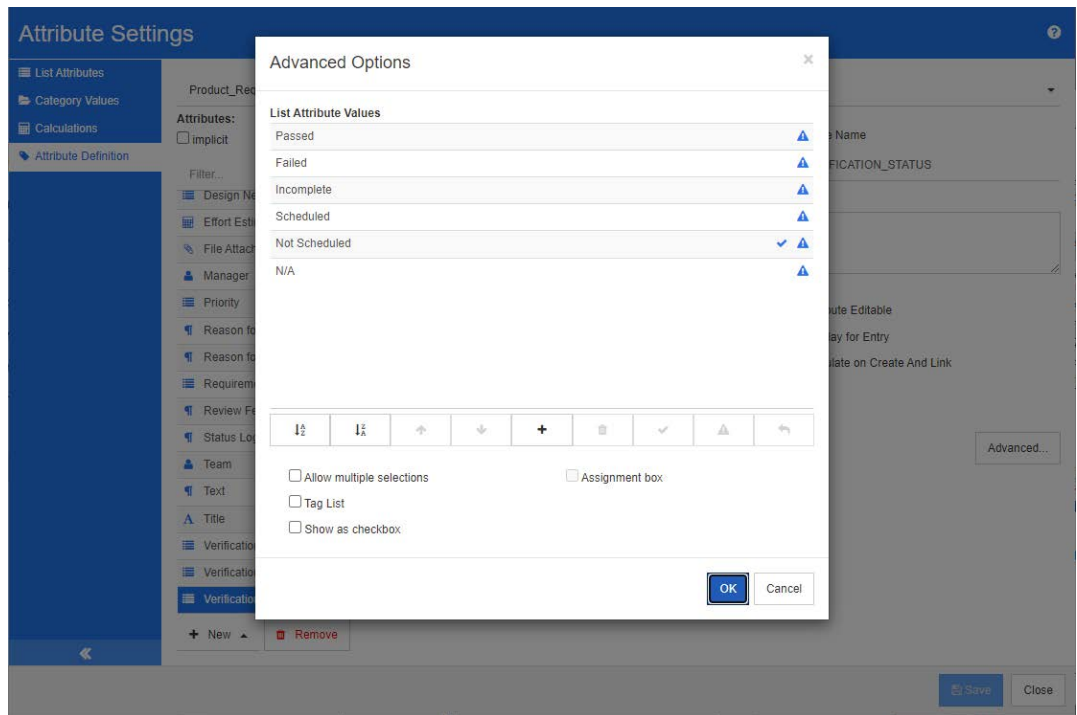 Attribute Settings
List Attributes
Category Values
Calculations
Attribute Definition
Product_Req
Attributes:
implicit
Filter...
Design Ne
Effort Esti
File Attach
Manager
Priority
Reason fo
Reason fo
Requirem
Review Fe
Status Log
Team
Text
Title
Verification
Verification
Verification
New
Remove
Advanced Options
×
List Attribute Values
Passed
Failed
Incomplete
Scheduled
Not Scheduled
N/A
Allow multiple selections
Assignment box
Tag List
Show as checkbox
OK
Cancel
e Name
FICATION_STATUS
ute Editable
lay for Entry
ulate on Create And Link
Advanced...
Save
Close